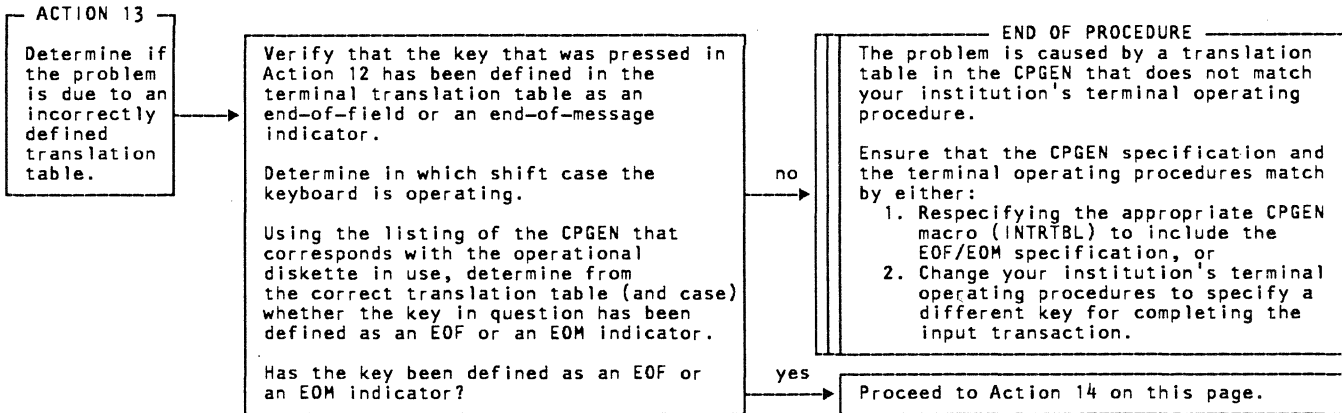 ACTION 13
Determine if
the problem
is due to an
incorrectly
defined
translation
table.
Verify that the key that was pressed in
Action 12 has been defined in the
terminal translation table as an
end-of-field or an end-of-message
indicator.
Determine in which shift case the
keyboard is operating.
Using the listing of the CPGEN that
corresponds with the operational
diskette in use, determine from
the correct translation table (and case)
whether the key in question has been
defined as an EOF or an EOM indicator.
Has the key been defined as an EOF or
an EOM indicator?
no
END OF PROCEDURE
The problem is caused by a translation
table in the CPGEN that does not match
your institution's terminal operating
procedure.
Ensure that the CPGEN specification and
the terminal operating procedures match
by either:
1. Respecifying the appropriate CPGEN
macro (INTRTBL) to include the
EOF/EOM specification, or
2. Change your institution's terminal
operating procedures to specify a
different key for completing the
input transaction.
yes
Proceed to Action 14 on this page.